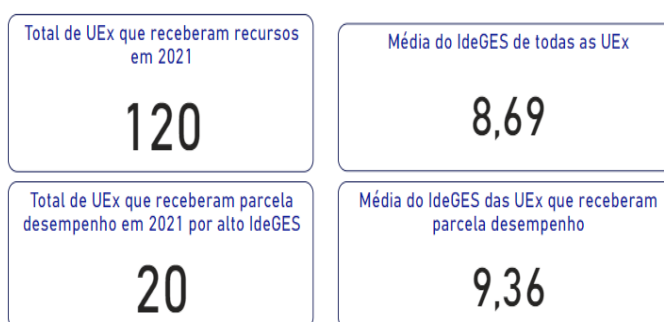 Total de UEx que receberam recursos
em 2021
120
Média do IdeGES de todas as UEx
8,69
Total de UEx que receberam parcela
desempenho em 2021 por alto IdeGES
20
Média do IdeGES das UEx que receberam
parcela desempenho
9,36